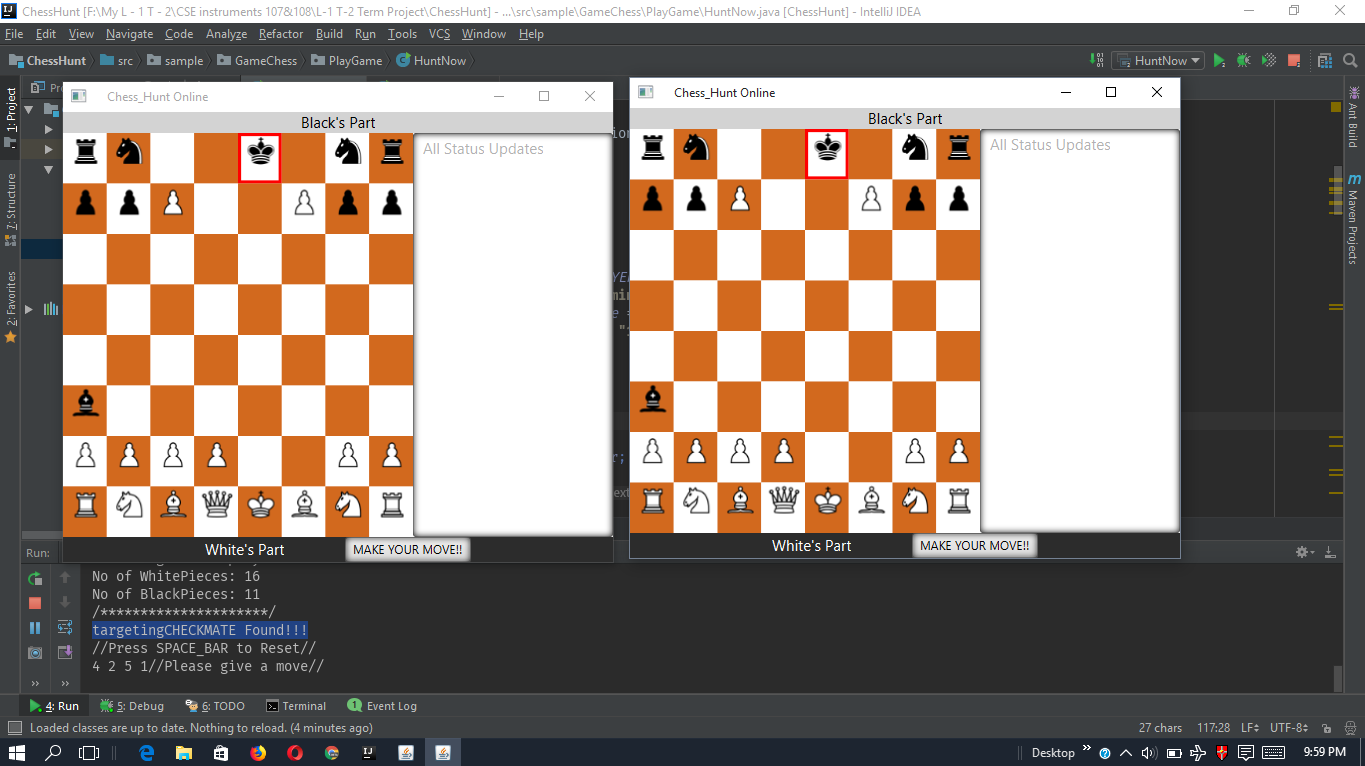 ChessHunt [F:\My L - 1 T - 2\CSE instruments 107&108\L-1 T-2 Term Project\ChessHunt] - ...\src\sample\GameChess\PlayGame\HuntNow.java [ChessHunt] - IntelliJ IDEA
File Edit View Navigate Code Analyze Refactor Build Run Tools VCS Window Help
ChessHunt src sample GameChess PlayGame HuntNow
HuntNow
1: Project
7: Structure
2: Favorites
Chess_Hunt Online
Black's Part
All Status Updates
White's Part
MAKE YOUR MOVE!!
Chess_Hunt Online
Black's Part
All Status Updates
White's Part
MAKE YOUR MOVE!!
Ant Build
Maven Projects
Run:
No of WhitePieces: 16
No of BlackPieces: 11
/**********************/
targetingCHECKMATE Found!!!
//Press SPACE_BAR to Reset//
4 2 5 1//Please give a move//
4: Run 5: Debug 6: TODO Terminal 1 Event Log
Loaded classes are up to date. Nothing to reload. (4 minutes ago)
27 chars 117:28 LF UTF-8
Desktop 9:59 PM